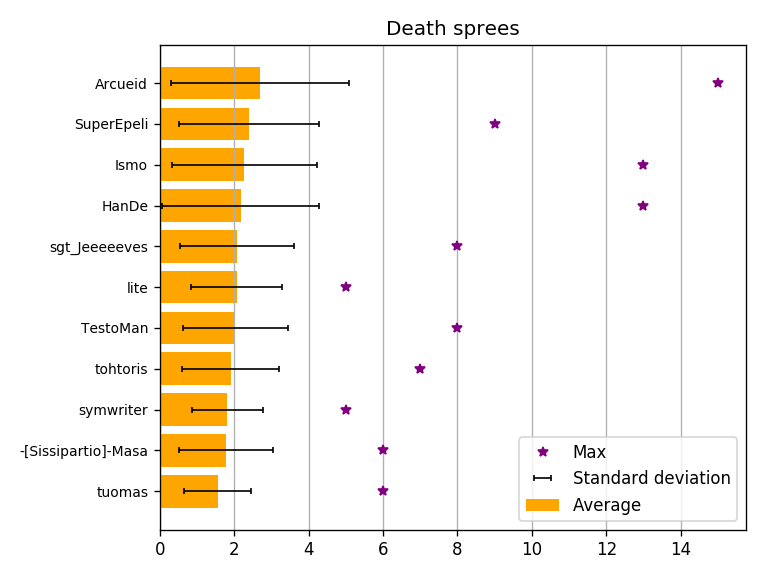 Death sprees
Arcueid
SuperEpeli
Ismo
HanDe
sgt_Jeeeeeves
lite
TestoMan
tohtoris
symwriter
-[Sissipartio]-Masa
tuomas
Max
Standard deviation
Average
0 2 4 6 8 10 12 14